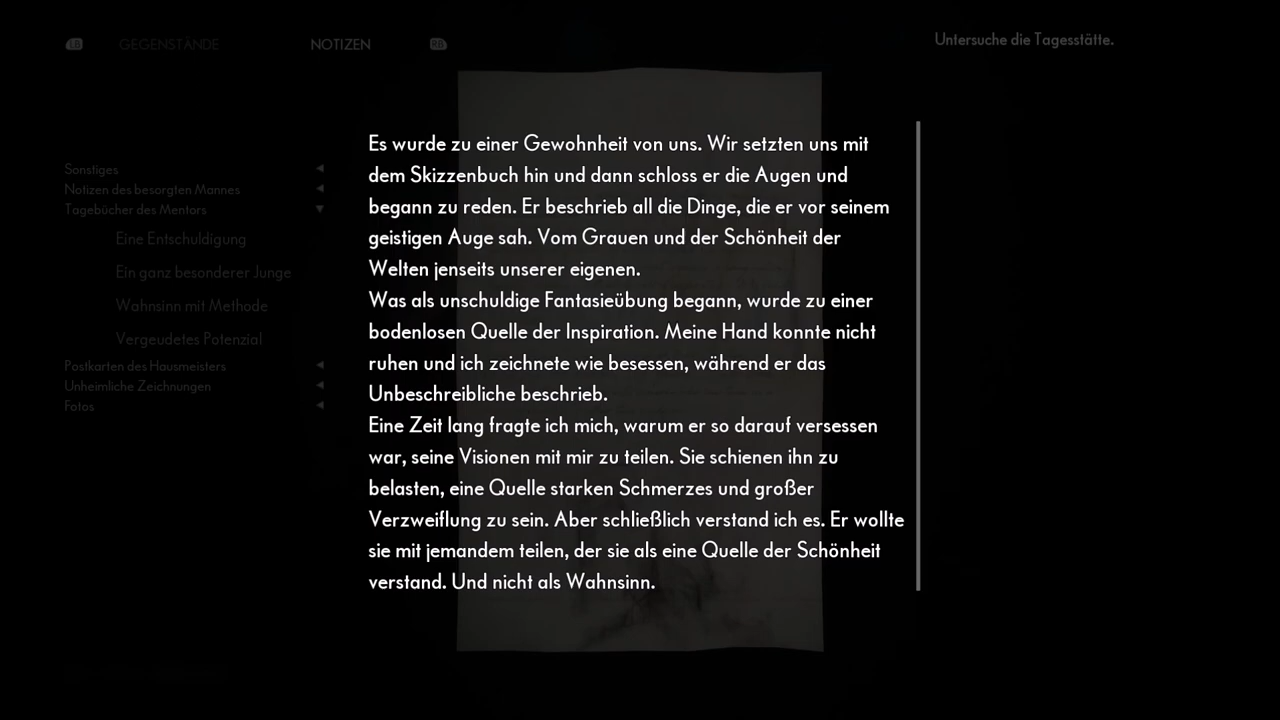 LB GEGENSTÄNDE NOTIZEN RB
Untersuche die Tagesstätte.
Sonstiges
Notizen des besorgten Mannes
Tagebücher des Mentors
Eine Entschuldigung
Ein ganz besonderer Junge
Wahnsinn mit Methode
Vergeudetes Potenzial
Postkarten des Hausmeisters
Unheimliche Zeichnungen
Fotos
Es wurde zu einer Gewohnheit von uns. Wir setzten uns mit
dem Skizzenbuch hin und dann schloss er die Augen und
begann zu reden. Er beschrieb all die Dinge, die er vor seinem
geistigen Auge sah. Vom Grauen und der Schönheit der
Welten jenseits unserer eigenen.
Was als unschuldige Fantasieübung begann, wurde zu einer
bodenlosen Quelle der Inspiration. Meine Hand konnte nicht
ruhen und ich zeichnete wie besessen, während er das
Unbeschreibliche beschrieb.
Eine Zeit lang fragte ich mich, warum er so darauf versessen
war, seine Visionen mit mir zu teilen. Sie schienen ihn zu
belasten, eine Quelle starken Schmerzes und großer
Verzweiflung zu sein. Aber schließlich verstand ich es. Er wollte
sie mit jemandem teilen, der sie als eine Quelle der Schönheit
verstand. Und nicht als Wahnsinn.